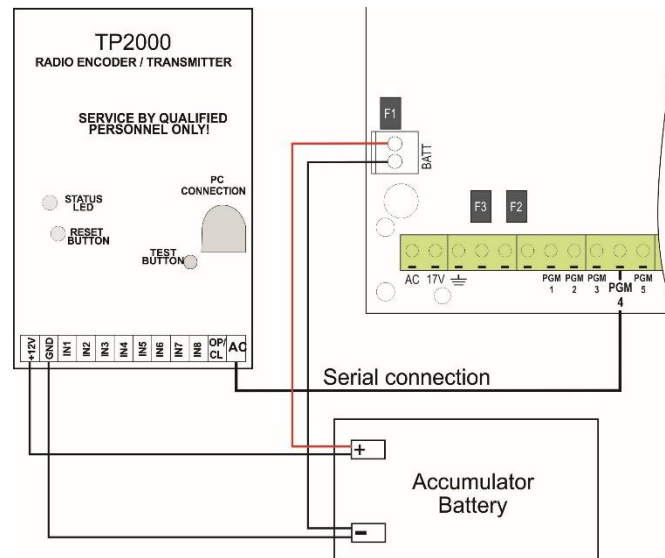 TP2000
RADIO ENCODER / TRANSMITTER
SERVICE BY QUALIFIED
PERSONNEL ONLY!
PC
CONNECTION
STATUS
LED
RESET
BUTTON
TEST
BUTTON
+12V
GND
IN1
IN2
IN3
IN4
IN5
IN6
IN7
IN8
OP/
CL
AC
F1
BATT
F3
F2
AC
17V
PGM
1
PGM
2
PGM
3
PGM
4
PGM
5
Serial connection
+
Accumulator
Battery
-